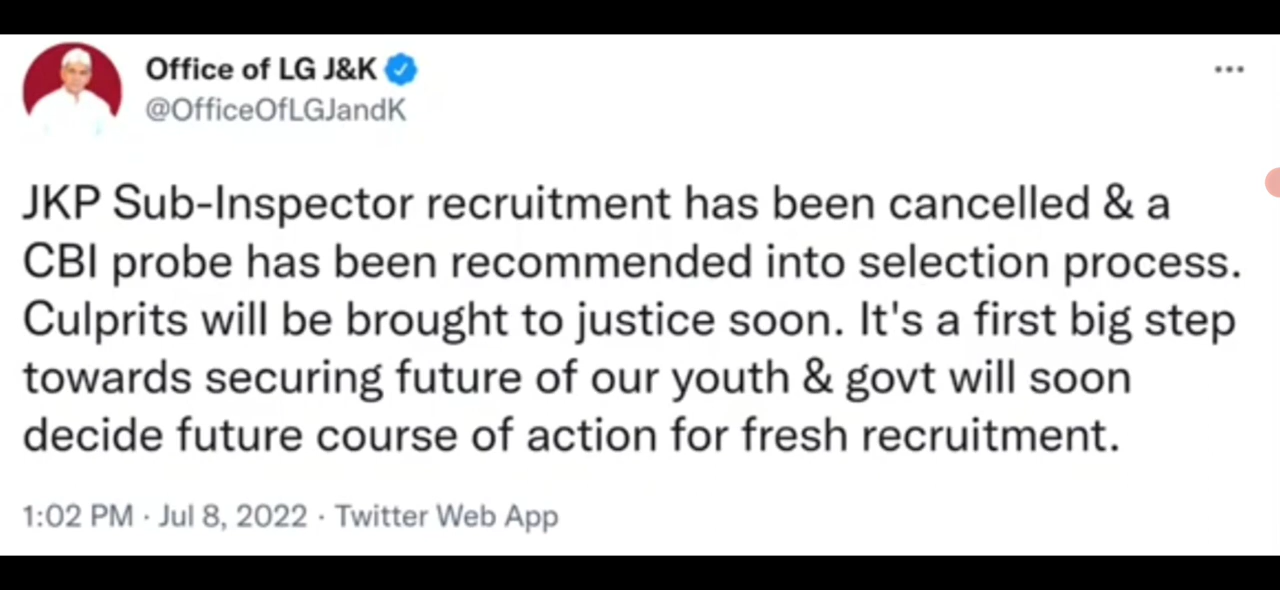 Office of LG J&K
@OfficeOfLGJandK
JKP Sub-Inspector recruitment has been cancelled & a
CBI probe has been recommended into selection process.
Culprits will be brought to justice soon. It's a first big step
towards securing future of our youth & govt will soon
decide future course of action for fresh recruitment.
1:02 PM · Jul 8, 2022 · Twitter Web App